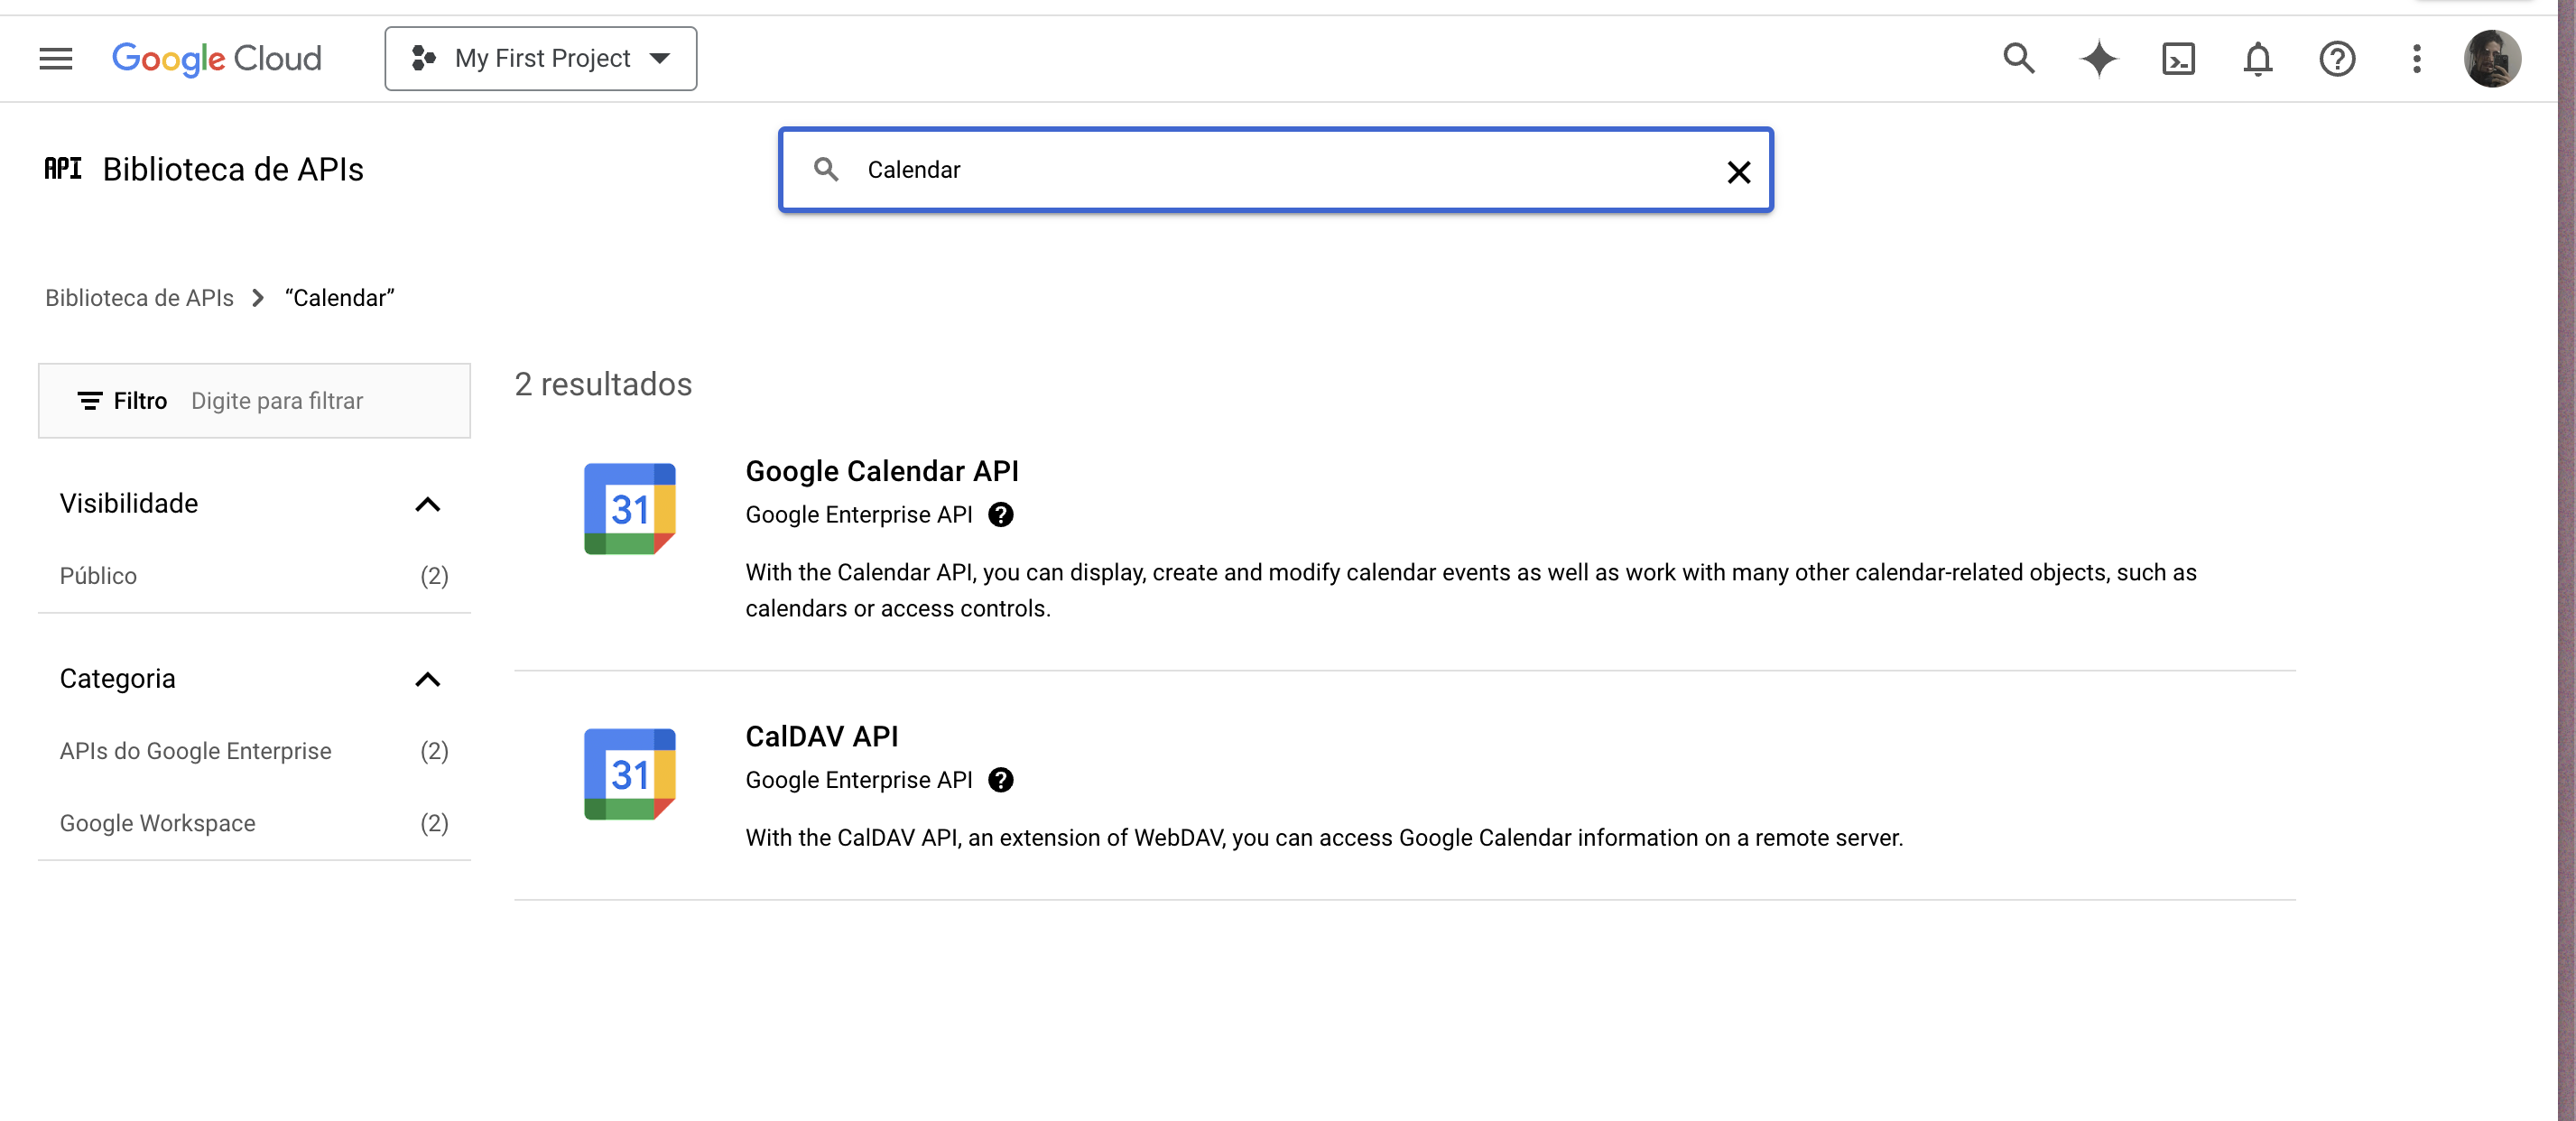 Google Cloud
My First Project
API Biblioteca de APIs
Calendar
Biblioteca de APIs
“Calendar”
Filtro Digite para filtrar
Visibilidade
Público (2)
Categoria
APIs do Google Enterprise (2)
Google Workspace (2)
2 resultados
31
Google Calendar API
Google Enterprise API
With the Calendar API, you can display, create and modify calendar events as well as work with many other calendar-related objects, such as
calendars or access controls.
31
CalDAV API
Google Enterprise API
With the CalDAV API, an extension of WebDAV, you can access Google Calendar information on a remote server.